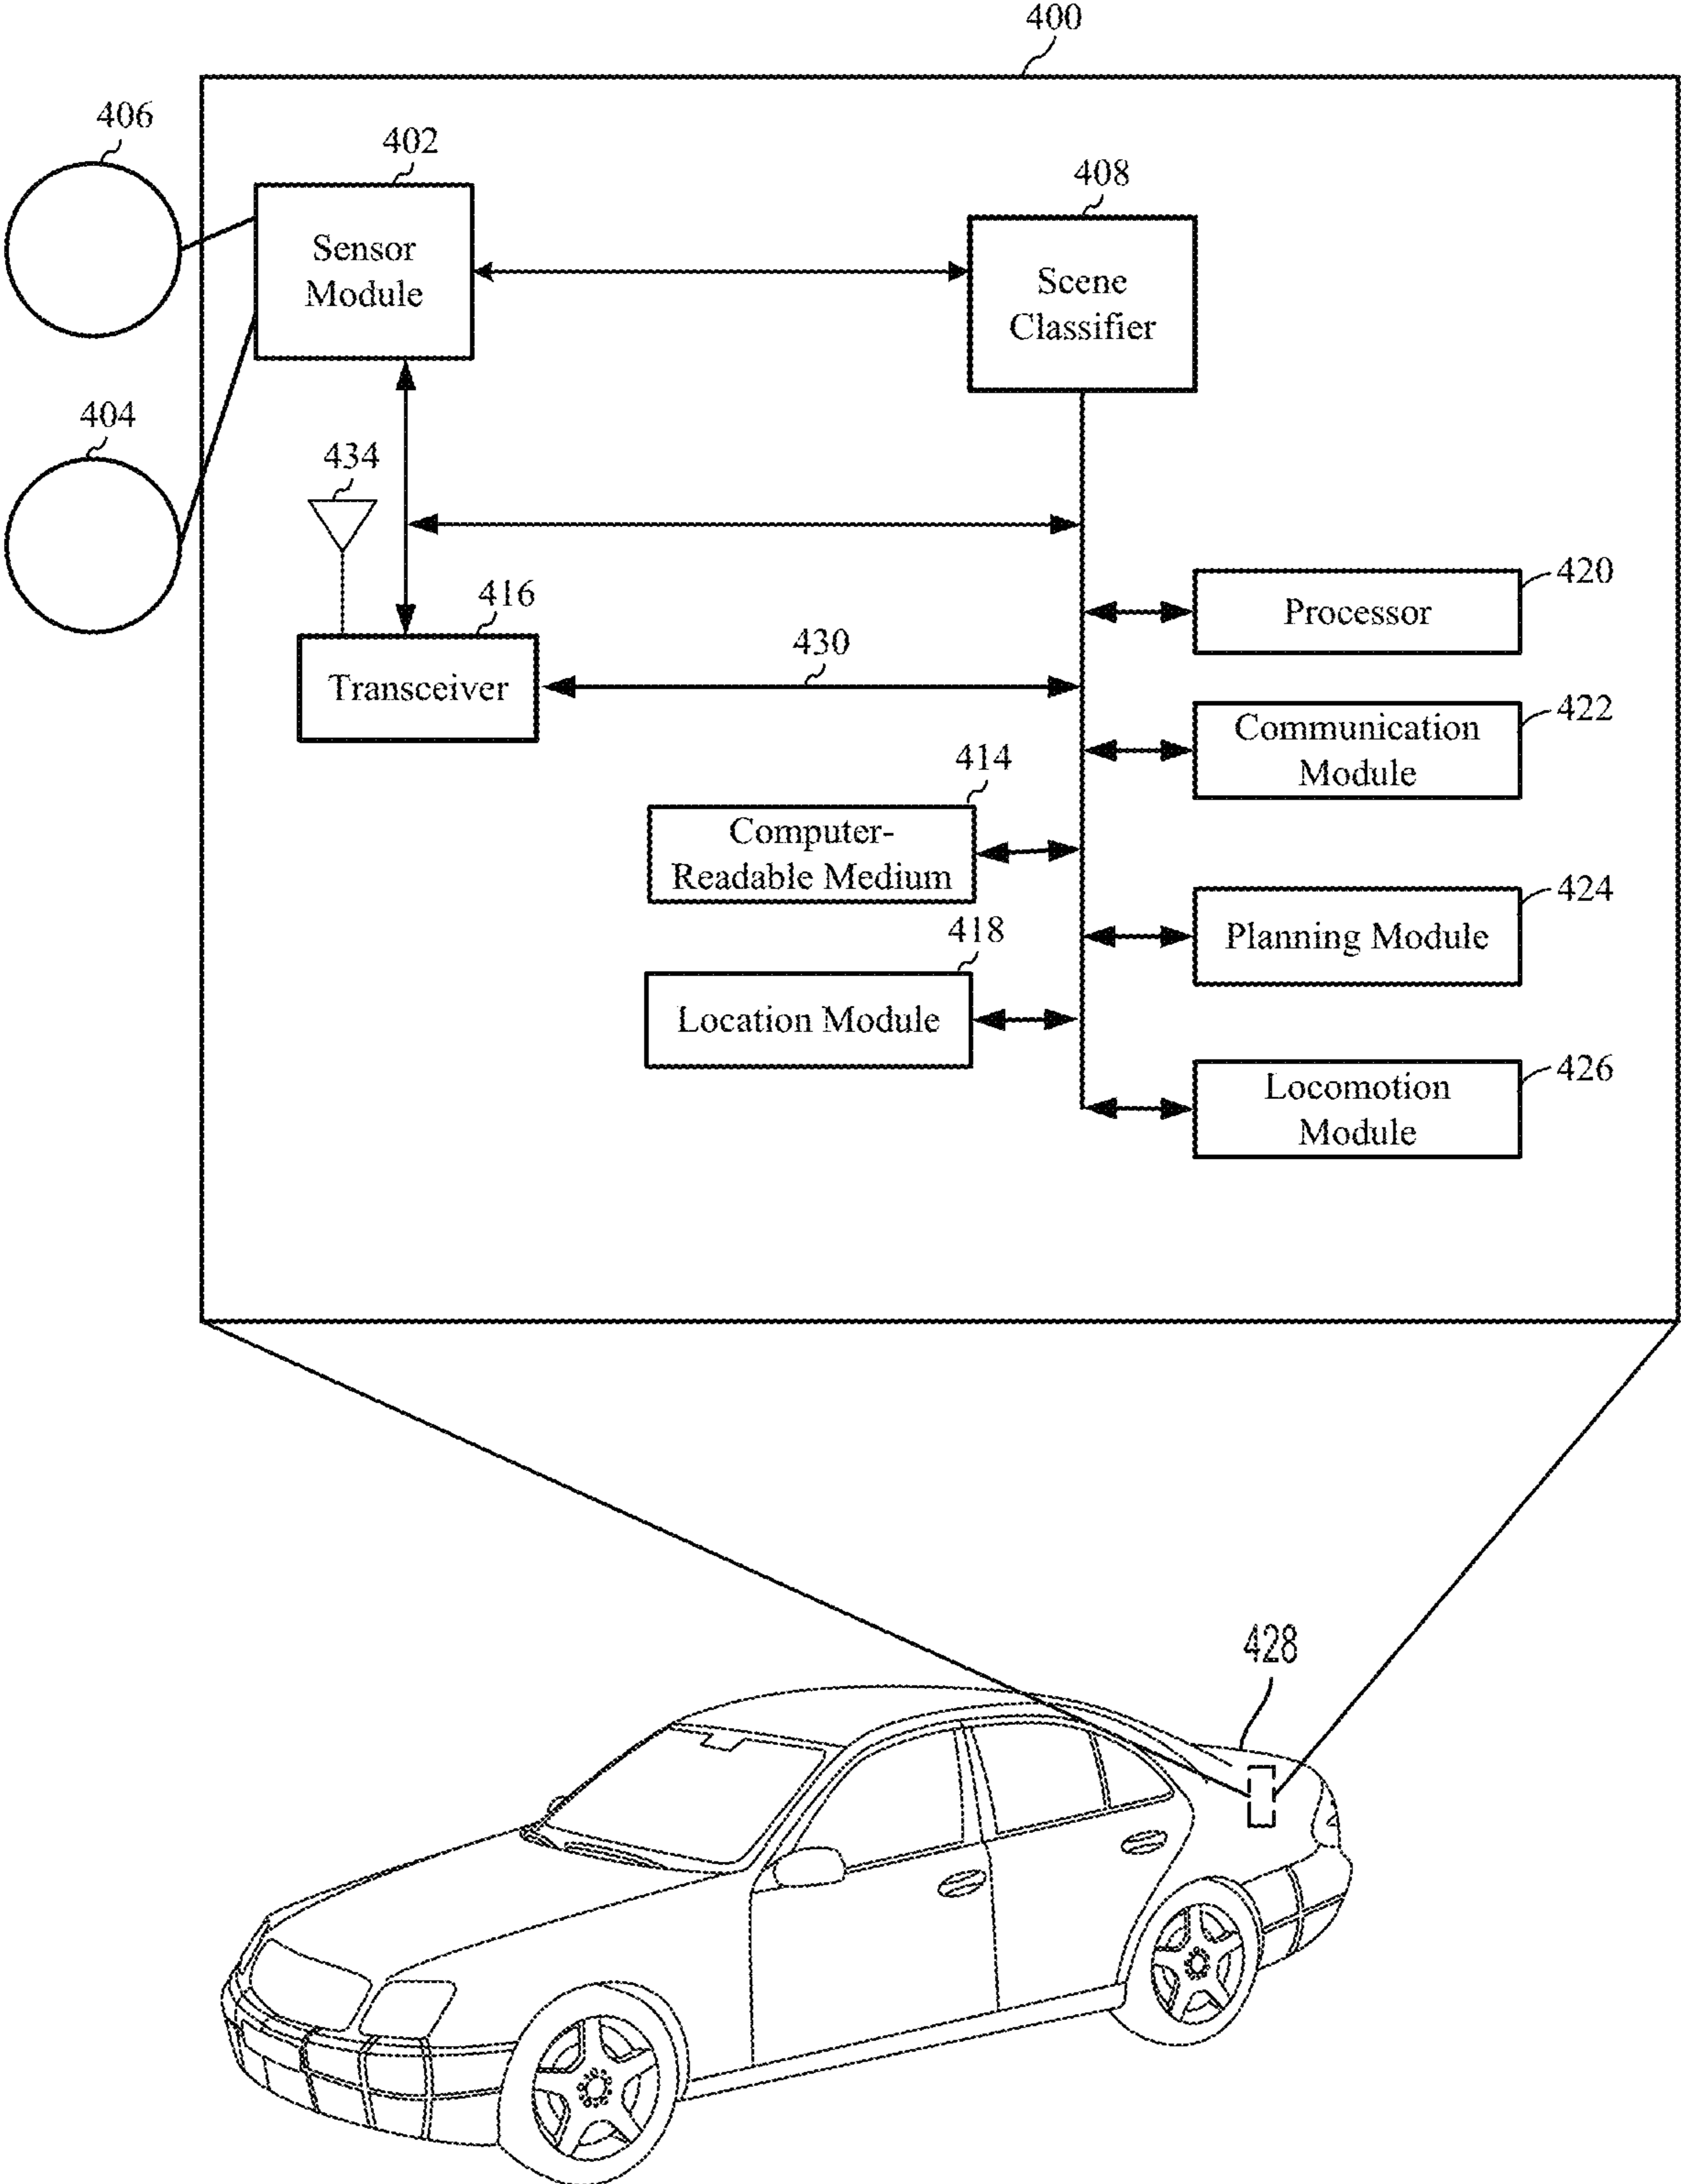 400
406
402
408
Sensor
Module
Scene
Classifier
404
434
416
420
Processor
430
Transceiver
422
Communication
Module
414
Computer-
Readable Medium
424
Planning Module
418
Location Module
426
Locomotion
Module
428